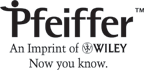 Pfeiffer™
An Imprint of WILEY
Now you know.